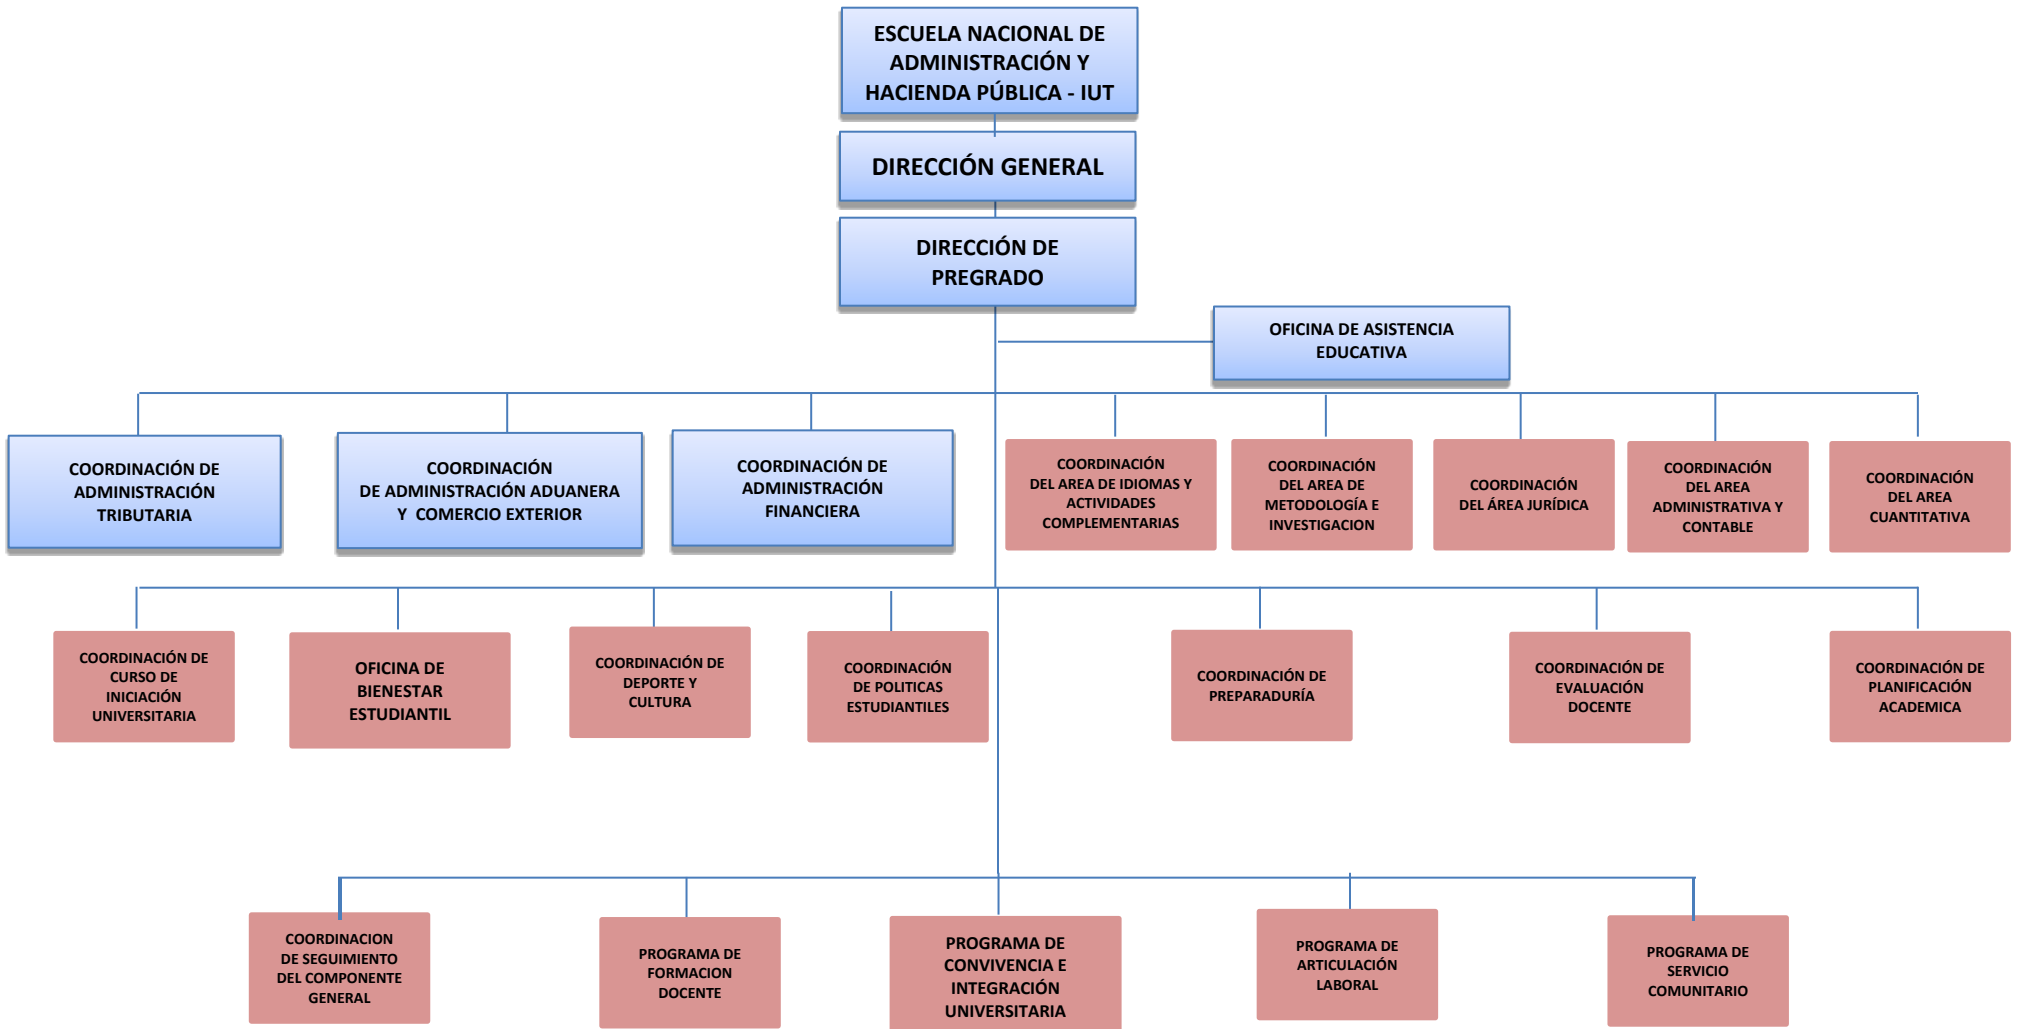 ESCUELA NACIONAL DE
ADMINISTRACIÓN Y
HACIENDA PÚBLICA - IUT
DIRECCIÓN GENERAL
DIRECCIÓN DE
PREGRADO
OFICINA DE ASISTENCIA
EDUCATIVA
COORDINACIÓN DE
ADMINISTRACIÓN
TRIBUTARIA
COORDINACIÓN
DE ADMINISTRACIÓN ADUANERA
Y COMERCIO EXTERIOR
COORDINACIÓN DE
ADMINISTRACIÓN
FINANCIERA
COORDINACIÓN
DEL AREA DE IDIOMAS Y
ACTIVIDADES
COMPLEMENTARIAS
COORDINACIÓN
DEL AREA DE
METODOLOGÍA E
INVESTIGACION
COORDINACIÓN
DEL ÁREA JURÍDICA
COORDINACIÓN
DEL AREA
ADMINISTRATIVA Y
CONTABLE
COORDINACIÓN
DEL AREA
CUANTITATIVA
COORDINACIÓN DE
CURSO DE
INICIACIÓN
UNIVERSITARIA
OFICINA DE
BIENESTAR
ESTUDIANTIL
COORDINACIÓN DE
DEPORTE Y
CULTURA
COORDINACIÓN
DE POLITICAS
ESTUDIANTILES
COORDINACIÓN DE
PREPARADURÍA
COORDINACIÓN DE
EVALUACIÓN
DOCENTE
COORDINACIÓN DE
PLANIFICACIÓN
ACADEMICA
COORDINACION
DE SEGUIMIENTO
DEL COMPONENTE
GENERAL
PROGRAMA DE
FORMACION
DOCENTE
PROGRAMA DE
CONVIVENCIA E
INTEGRACIÓN
UNIVERSITARIA
PROGRAMA DE
ARTICULACIÓN
LABORAL
PROGRAMA DE
SERVICIO
COMUNITARIO